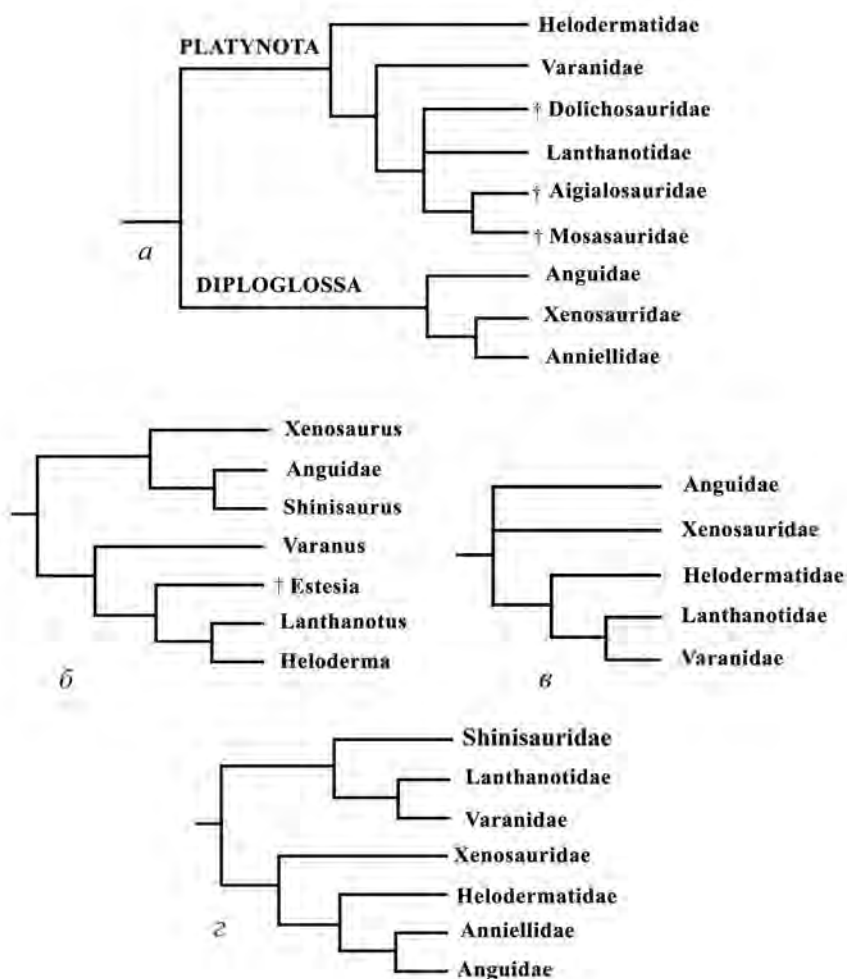 PLATYNOTA
Helodermatidae
Varanidae
† Dolichosauridae
Lanthanotidae
† Aigialosauridae
† Mosasauridae
а
DIPLOGLOSSA
Anguidae
Xenosauridae
Anniellidae
Xenosaurus
Anguidae
Shinisaurus
Varanus
† Estesia
Lanthanotus
Heloderma
б
Anguidae
Xenosauridae
Helodermatidae
Lanthanotidae
Varanidae
в
Shinisauridae
Lanthanotidae
Varanidae
Xenosauridae
Helodermatidae
Anniellidae
Anguidae
г